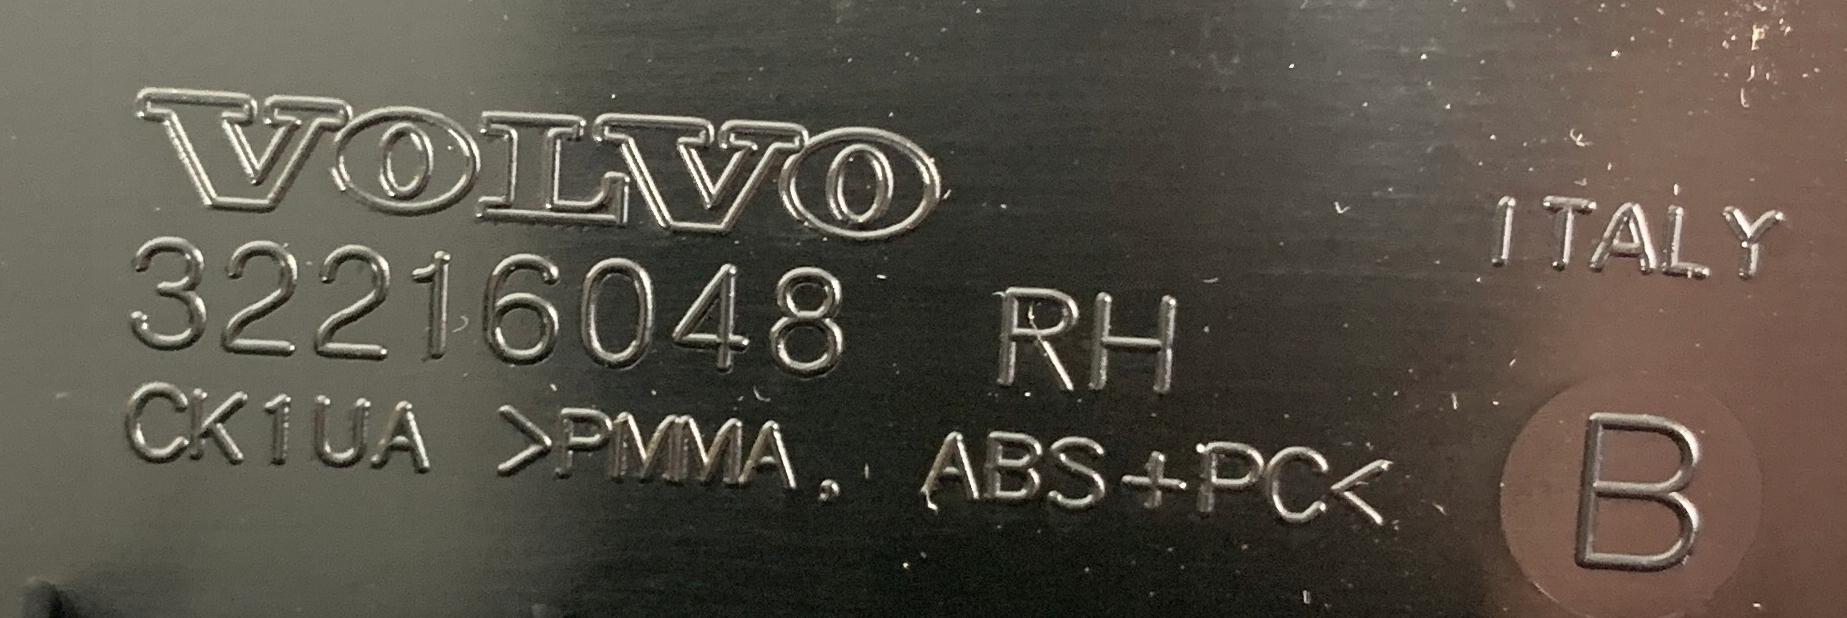 VOLVO
32216048 RH
ITALY
CK1UA >PMMA, ABS+PC<
B